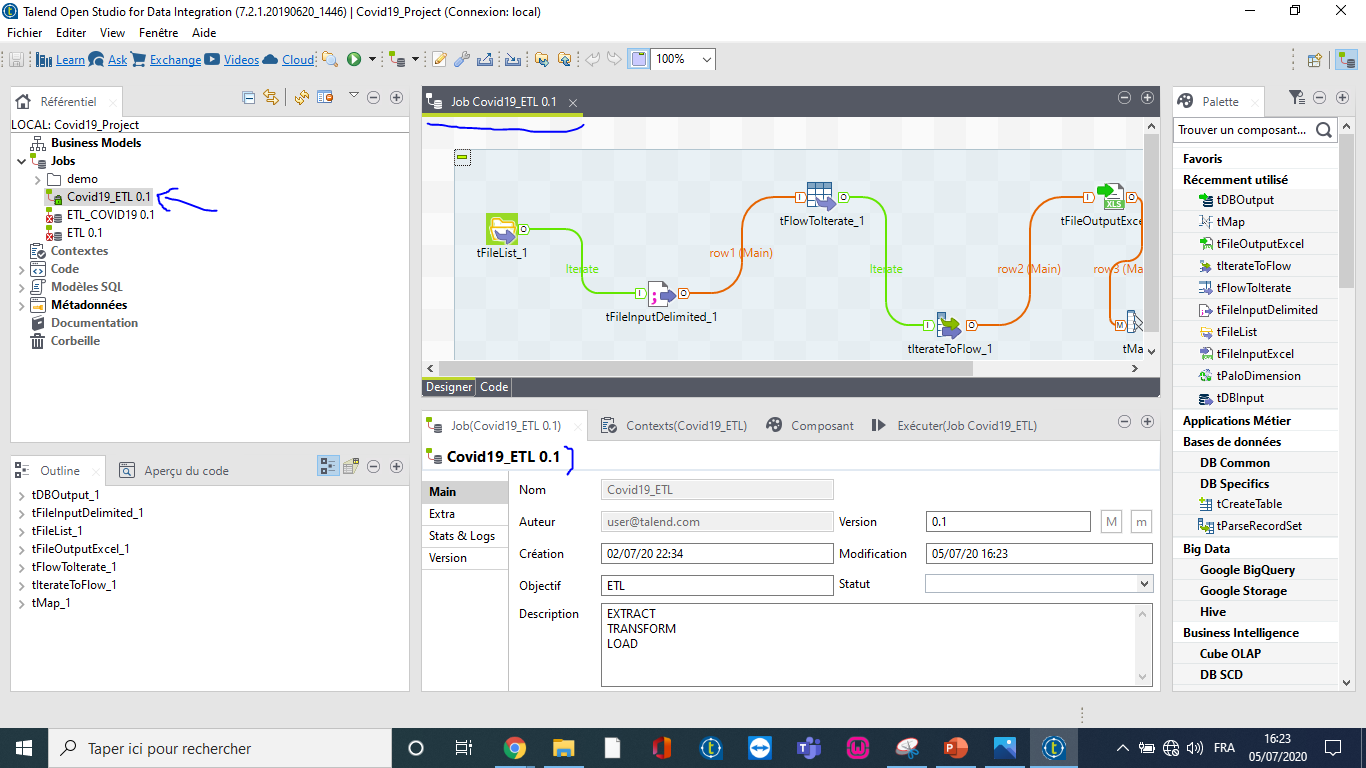 Talend Open Studio for Data Integration (7.2.1.20190620_1446) | Covid19_Project (Connexion: local)
Fichier Editer View Fenêtre Aide
Learn Ask Exchange Videos Cloud 100%
Référentiel
LOCAL: Covid19_Project
Business Models
Jobs
demo
Covid19_ETL 0.1
ETL_COVID19 0.1
ETL 0.1
Contextes
Code
Modèles SQL
Métadonnées
Documentation
Corbeille
Outline Aperçu du code
tDBOutput_1
tFileInputDelimited_1
tFileList_1
tFileOutputExcel_1
tFlowToIterate_1
tIterateToFlow_1
tMap_1
Job Covid19_ETL 0.1
tFileList_1
Iterate
tFileInputDelimited_1
row1 (Main)
tFlowToIterate_1
Iterate
tIterateToFlow_1
row2 (Main)
tFileOutputExce
row3 (Ma
tMa
Designer Code
Job(Covid19_ETL 0.1) Contexts(Covid19_ETL) Composant Exécuter(Job Covid19_ETL)
Covid19_ETL 0.1
Main
Extra
Stats & Logs
Version
Nom Covid19_ETL
Auteur user@talend.com Version 0.1 M m
Création 02/07/20 22:34 Modification 05/07/20 16:23
Objectif ETL Statut
Description EXTRACT
TRANSFORM
LOAD
Palette
Trouver un composant...
Favoris
Récemment utilisé
tDBOutput
tMap
tFileOutputExcel
tIterateToFlow
tFlowToIterate
tFileInputDelimited
tFileList
tFileInputExcel
tPaloDimension
tDBInput
Applications Métier
Bases de données
DB Common
DB Specifics
tCreateTable
tParseRecordSet
Big Data
Google BigQuery
Google Storage
Hive
Business Intelligence
Cube OLAP
DB SCD
Taper ici pour rechercher
FRA
16:23
05/07/2020